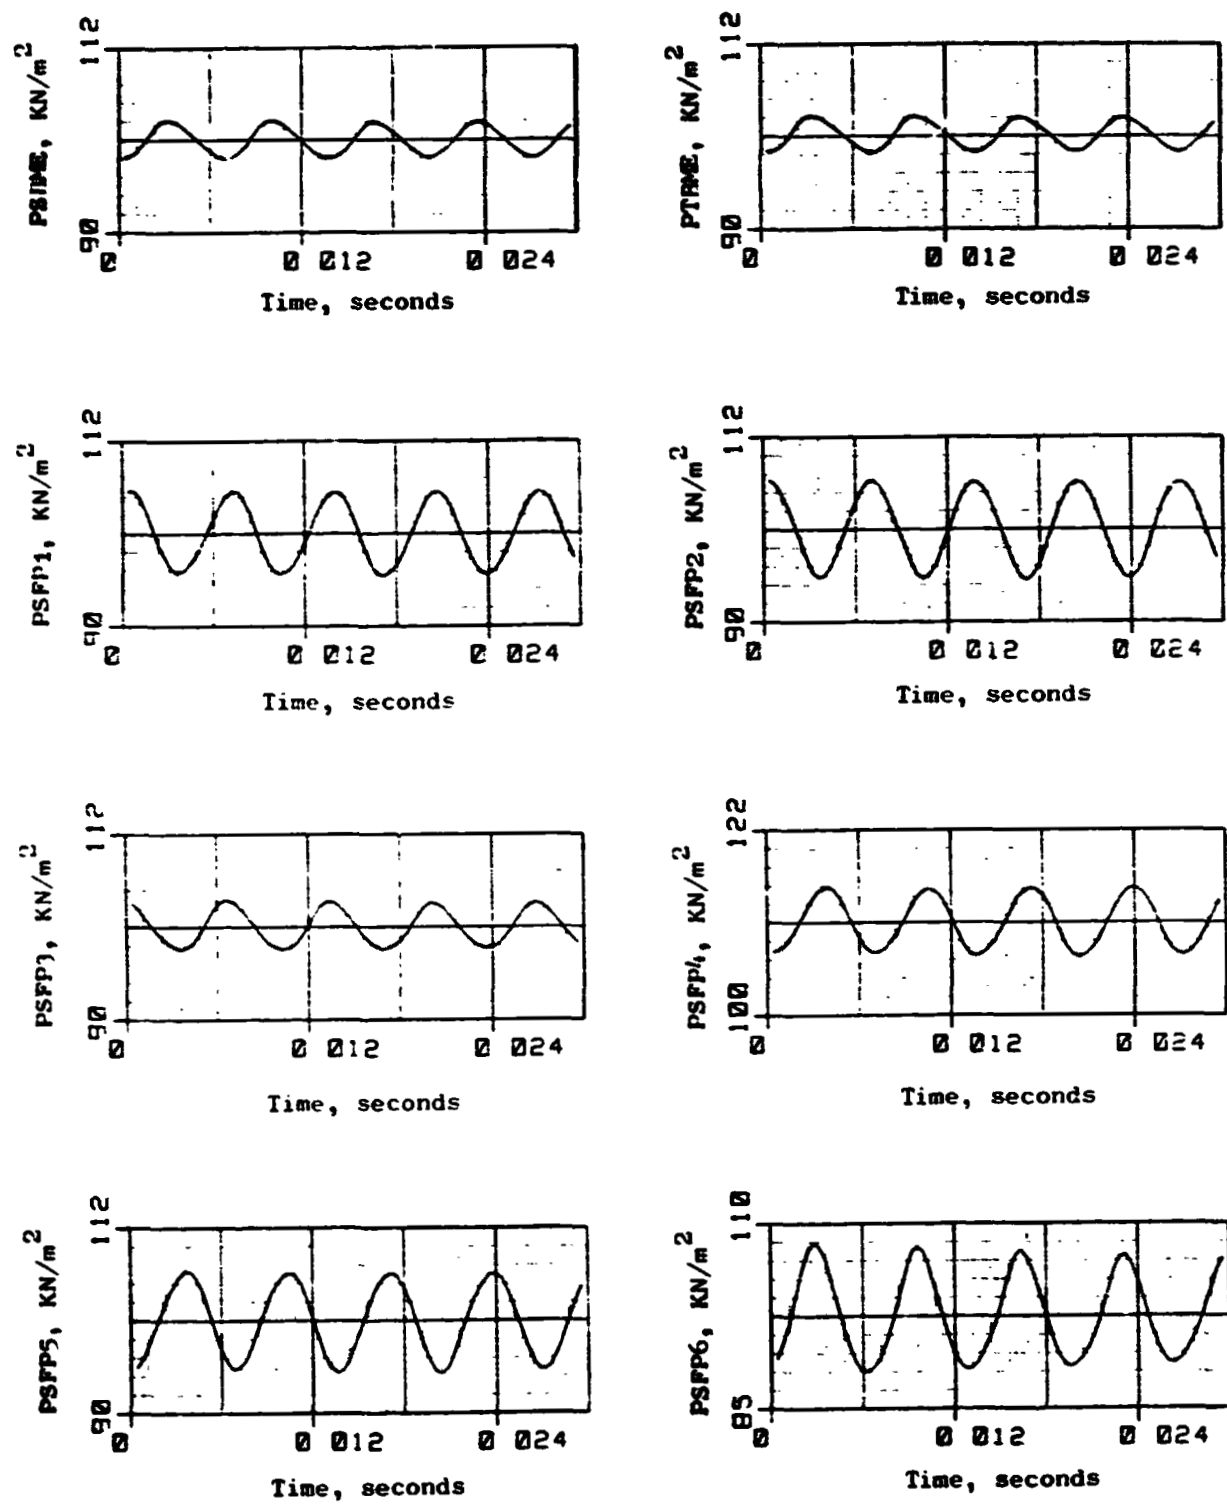 PTRME, KN/m²
112
90
0 0 012 0 024
Time, seconds
112
KN/m²
90
0 0 012 0 024
Time, seconds
PSFP1, KN/m²
112
90
0 0 012 0 024
Time, seconds
PSFP2, KN/m²
112
90
0 0 012 0 024
Time, seconds
PSFP3, KN/m²
112
90
0 0 012 0 024
Time, seconds
PSFP4, KN/m²
122
100
0 0 012 0 024
Time, seconds
PSFP5, KN/m²
112
90
0 0 012 0 024
Time, seconds
PSFP6, KN/m²
110
85
0 0 012 0 024
Time, seconds